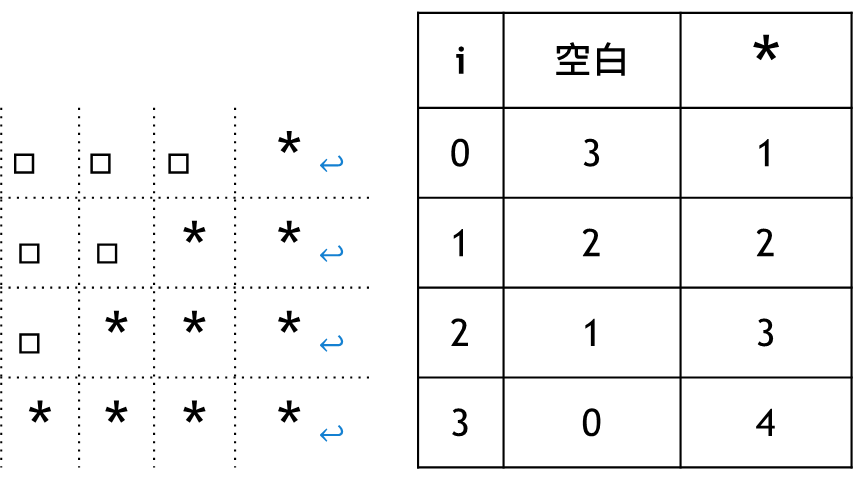 □ □ □ * ↩
□ □ * * ↩
□ * * * ↩
* * * * ↩
i 空白 *
0 3 1
1 2 2
2 1 3
3 0 4